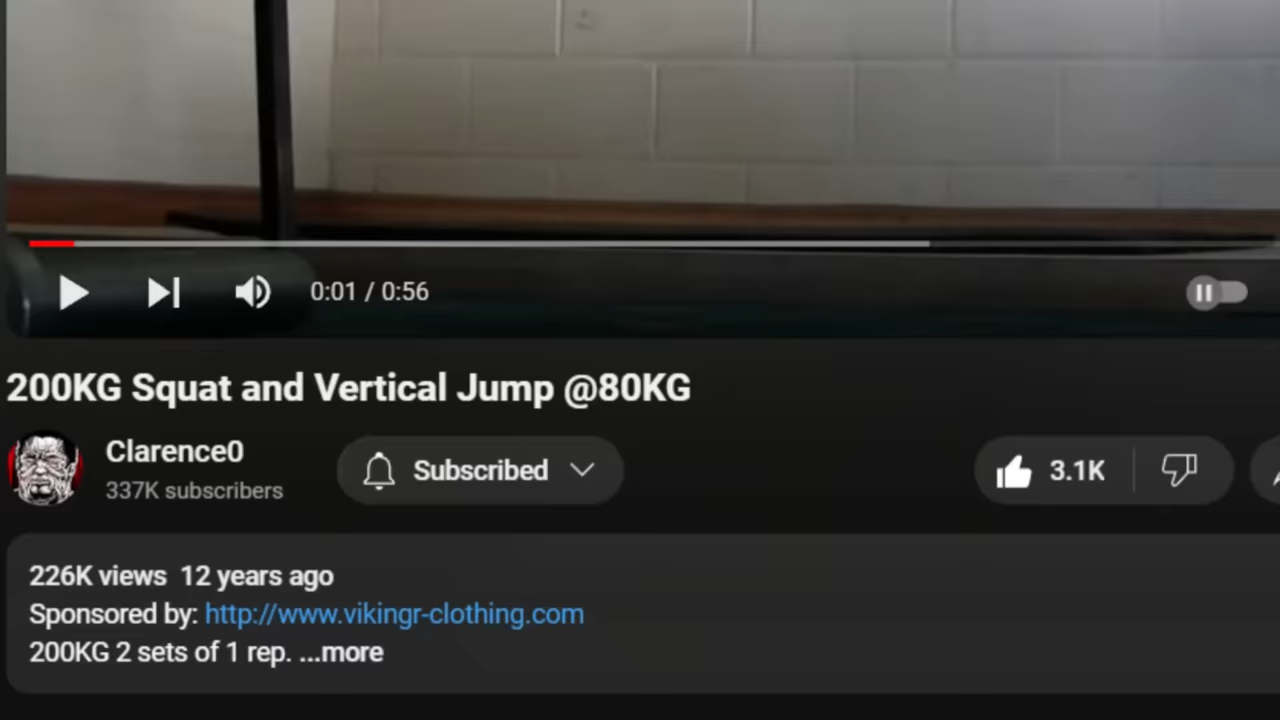 0:01 / 0:56
200KG Squat and Vertical Jump @80KG
Clarence0
337K subscribers
Subscribed
3.1K
226K views 12 years ago
Sponsored by: http://www.vikingr-clothing.com
200KG 2 sets of 1 rep. ...more